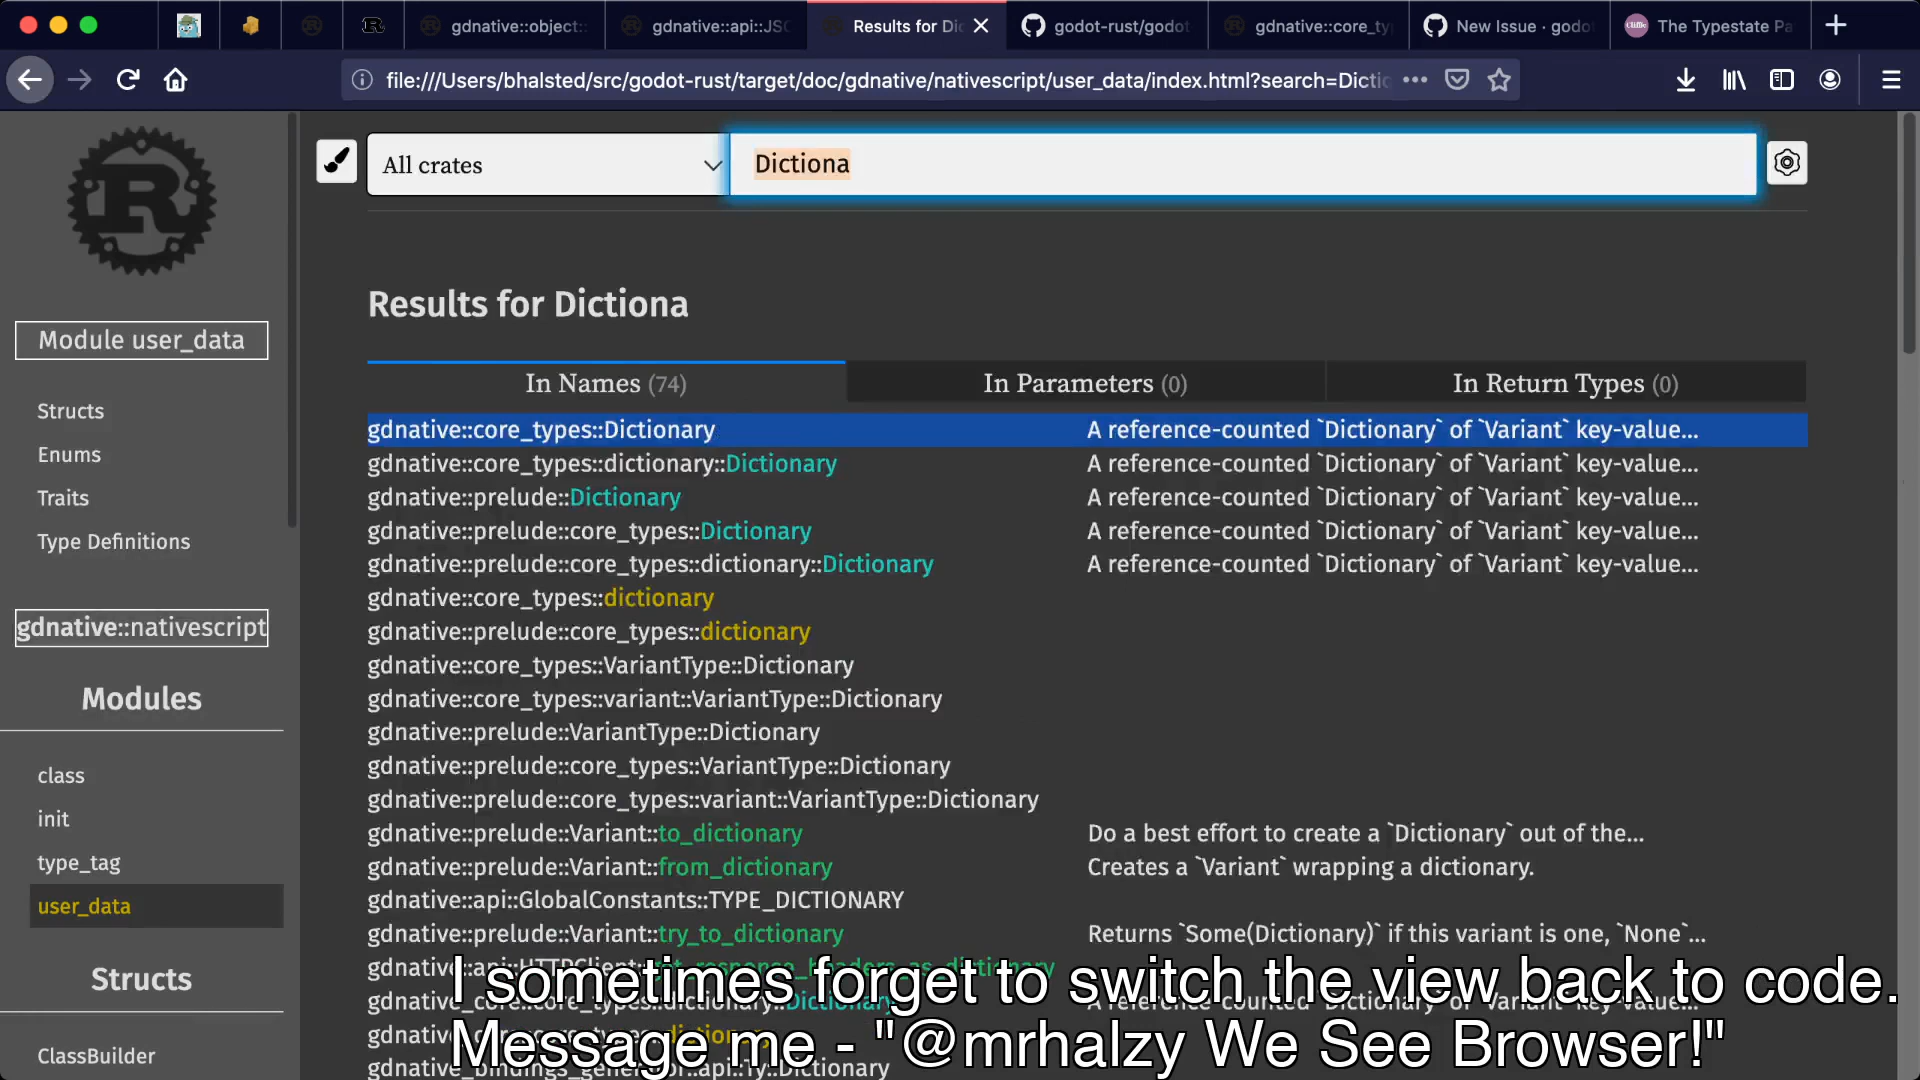 gdnative::object:
gdnative::api::JSO
Results for Dic
godot-rust/godot
gdnative::core_ty
New Issue · godo
The Typestate Pa
file:///Users/bhalsted/src/godot-rust/target/doc/gdnative/nativescript/user_data/index.html?search=Dictio
All crates
Dictiona
Results for Dictiona
Module user_data
In Names (74)
In Parameters (0)
In Return Types (0)
Structs
Enums
Traits
Type Definitions
gdnative::nativescript
Modules
class
init
type_tag
user_data
Structs
ClassBuilder
gdnative::core_types::Dictionary A reference-counted `Dictionary` of `Variant` key-value...
gdnative::core_types::dictionary::Dictionary A reference-counted `Dictionary` of `Variant` key-value...
gdnative::prelude::Dictionary A reference-counted `Dictionary` of `Variant` key-value...
gdnative::prelude::core_types::Dictionary A reference-counted `Dictionary` of `Variant` key-value...
gdnative::prelude::core_types::dictionary::Dictionary A reference-counted `Dictionary` of `Variant` key-value...
gdnative::core_types::dictionary
gdnative::prelude::core_types::dictionary
gdnative::core_types::VariantType::Dictionary
gdnative::core_types::variant::VariantType::Dictionary
gdnative::prelude::VariantType::Dictionary
gdnative::prelude::core_types::VariantType::Dictionary
gdnative::prelude::core_types::variant::VariantType::Dictionary
gdnative::prelude::Variant::to_dictionary Do a best effort to create a `Dictionary` out of the...
gdnative::prelude::Variant::from_dictionary Creates a `Variant` wrapping a dictionary.
gdnative::api::GlobalConstants::TYPE_DICTIONARY
gdnative::prelude::Variant::try_to_dictionary Returns `Some(Dictionary)` if this variant is one, `None`...
I sometimes forget to switch the view back to code.
Message me - "@mrhalzy We See Browser!"